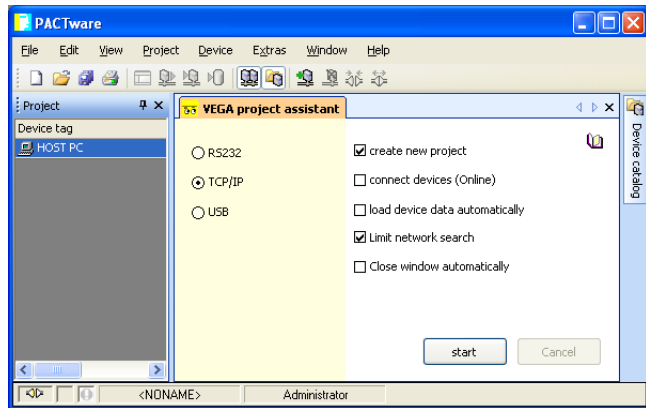 PACTware
File Edit View Project Device Extras Window Help
Project
VEGA project assistant
Device tag
HOST PC
RS232
TCP/IP
USB
create new project
connect devices (Online)
load device data automatically
Limit network search
Close window automatically
start Cancel
Device catalog
<NONAME> Administrator